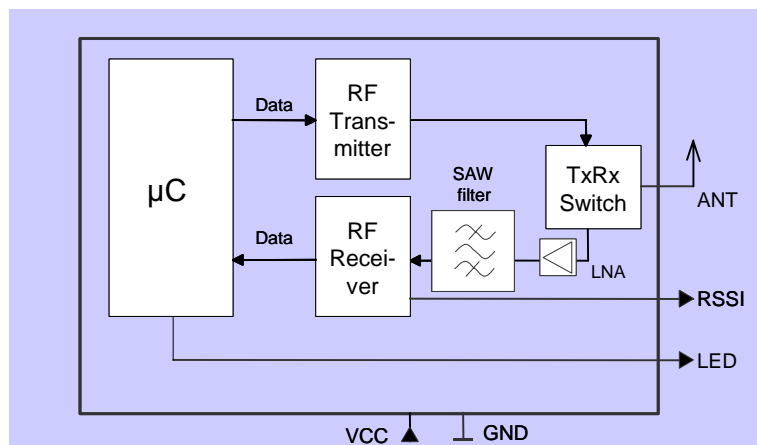 Data
RF
Trans-
mitter
µC
SAW
filter
TxRx
Switch
ANT
Data
RF
Recei-
ver
LNA
RSSI
LED
VCC
GND